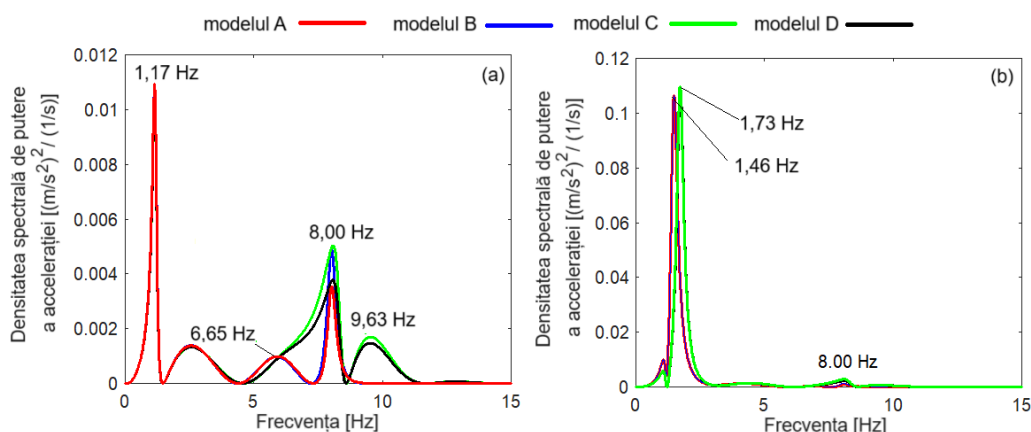 modelul A modelul B modelul C modelul D
(a)
Densitatea spectrală de putere
a accelerației [(m/s²)²/ (1/s)]
0.012
0.01
0.008
0.006
0.004
0.002
0
1,17 Hz
6,65 Hz
8,00 Hz
9,63 Hz
0 5 10 15
Frecvența [Hz]
(b)
Densitatea spectrală de putere
a accelerației [(m/s²)²/ (1/s)]
0.12
0.1
0.08
0.06
0.04
0.02
0
1,73 Hz
1,46 Hz
8.00 Hz
0 5 10 15
Frecvența [Hz]